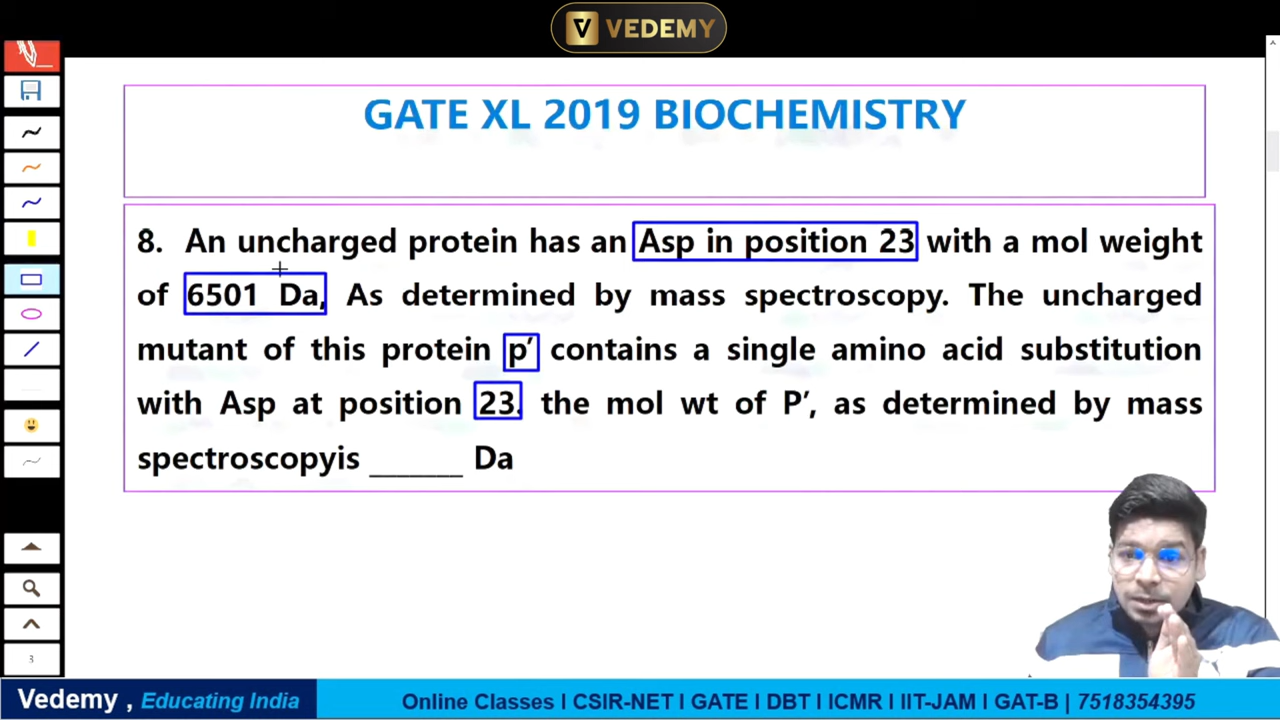 VEDEMY
GATE XL 2019 BIOCHEMISTRY
8. An uncharged protein has an Asp in position 23 with a mol weight
of 6501 Da, As determined by mass spectroscopy. The uncharged
mutant of this protein p’ contains a single amino acid substitution
with Asp at position 23. the mol wt of P’, as determined by mass
spectroscopyis _______ Da
3
Vedemy , Educating India
Online Classes I CSIR-NET I GATE I DBT I ICMR I IIT-JAM I GAT-B | 7518354395